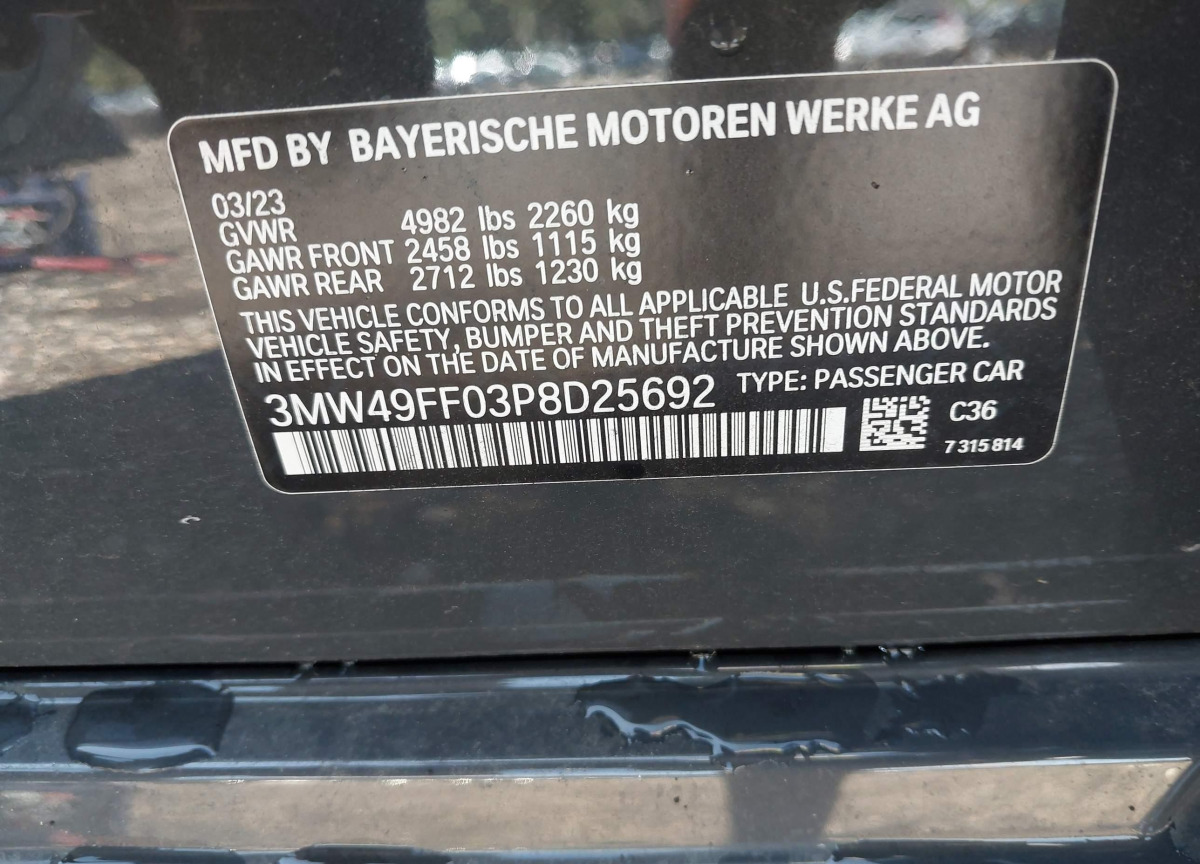 MFD BY BAYERISCHE MOTOREN WERKE AG
03/23
GVWR 4982 lbs 2260 kg
GAWR FRONT 2458 lbs 1115 kg
GAWR REAR 2712 lbs 1230 kg
THIS VEHICLE CONFORMS TO ALL APPLICABLE U.S.FEDERAL MOTOR
VEHICLE SAFETY, BUMPER AND THEFT PREVENTION STANDARDS
IN EFFECT ON THE DATE OF MANUFACTURE SHOWN ABOVE.
3MW49FF03P8D25692 TYPE: PASSENGER CAR
C36
7 315 814